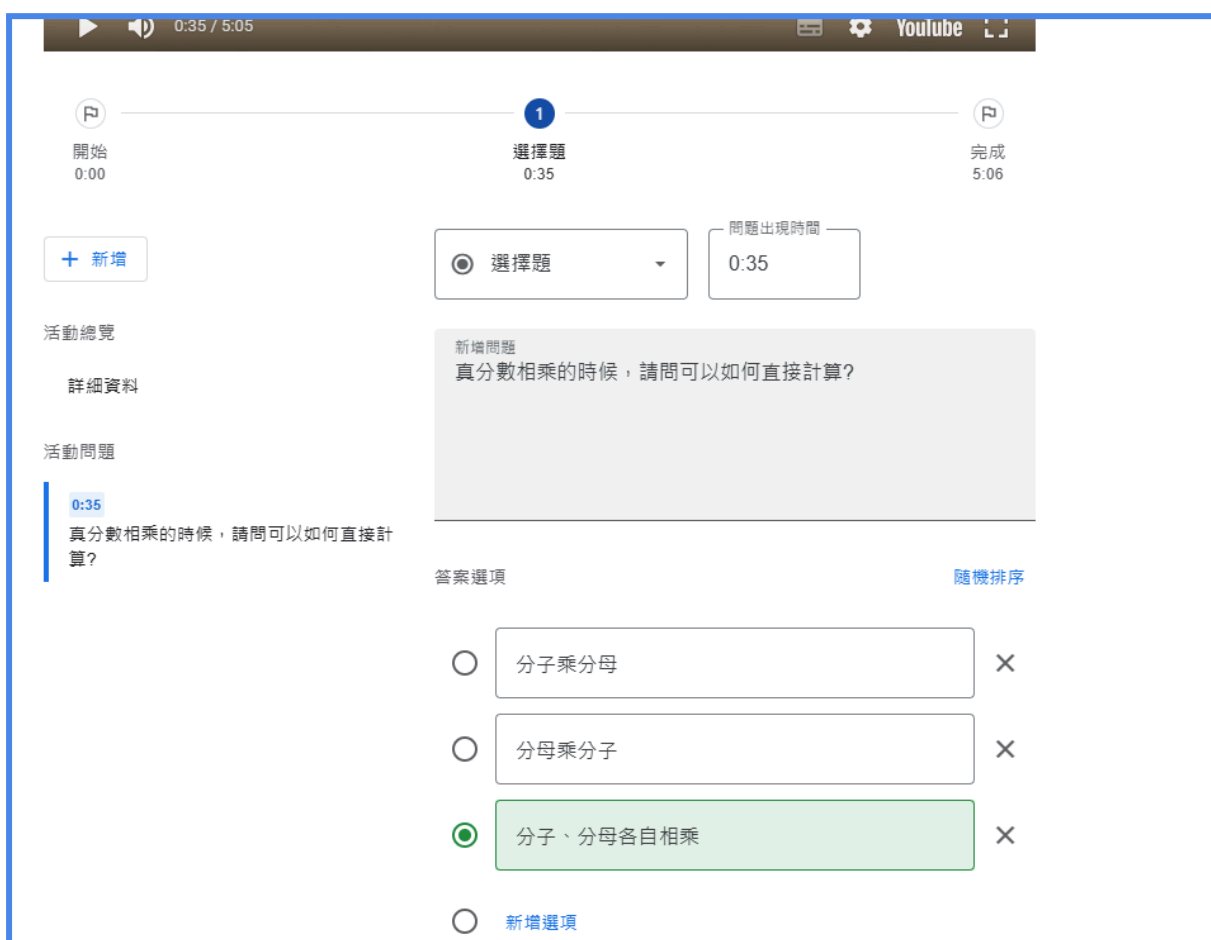 0:35 / 5:05 YouTube
1
開始 選擇題 完成
0:00 0:35 5:06
+ 新增
選擇題
問題出現時間
0:35
活動總覽
詳細資料
活動問題
0:35
真分數相乘的時候，請問可以如何直接計
算?
新增問題
真分數相乘的時候，請問可以如何直接計算?
答案選項 隨機排序
分子乘分母
分母乘分子
分子、分母各自相乘
新增選項